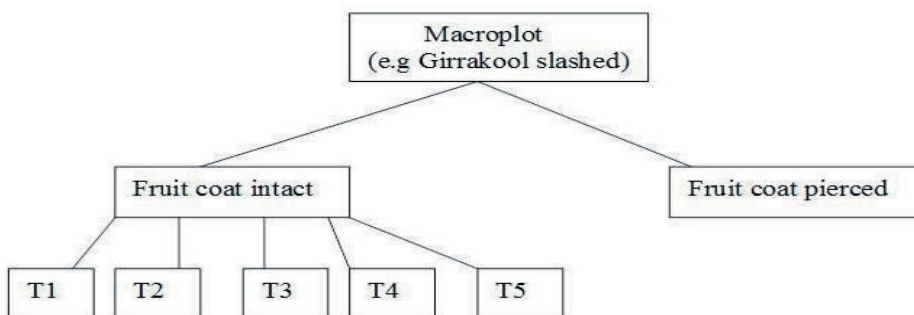 Macroplot
(e.g Girrakool slashed)
Fruit coat intact
Fruit coat pierced
T1 T2 T3 T4 T5